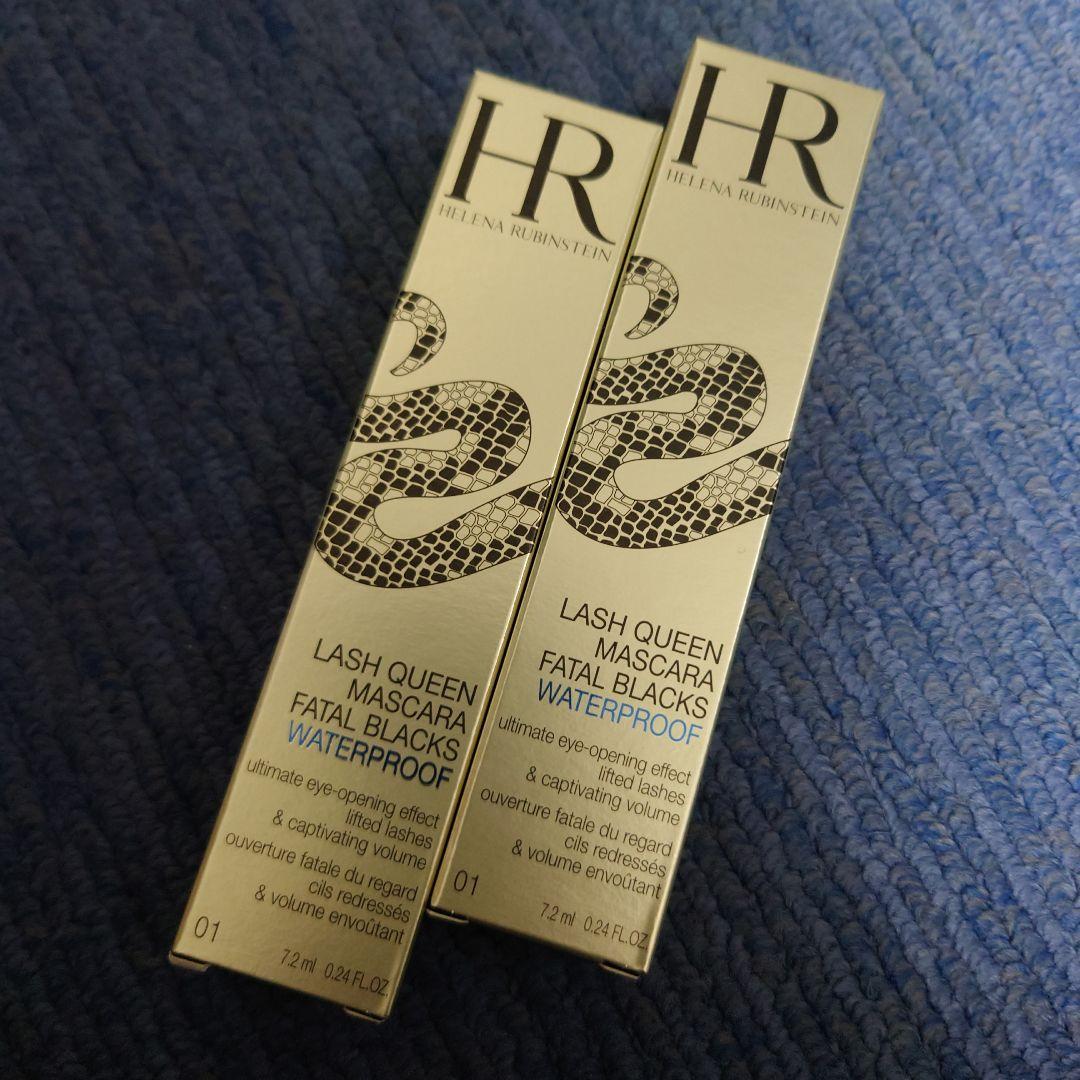 HR
HELENA RUBINSTEIN
LASH QUEEN
MASCARA
FATAL BLACKS
WATERPROOF
ultimate eye-opening effect
lifted lashes
& captivating volume
ouverture fatale du regard
cils redressés
& volume envoûtant
01
7.2 ml 0.24 FL.OZ.
HR
HELENA RUBINSTEIN
LASH QUEEN
MASCARA
FATAL BLACKS
WATERPROOF
ultimate eye-opening effect
lifted lashes
& captivating volume
ouverture fatale du regard
cils redressés
& volume envoûtant
01
7.2 ml 0.24 FL.OZ.